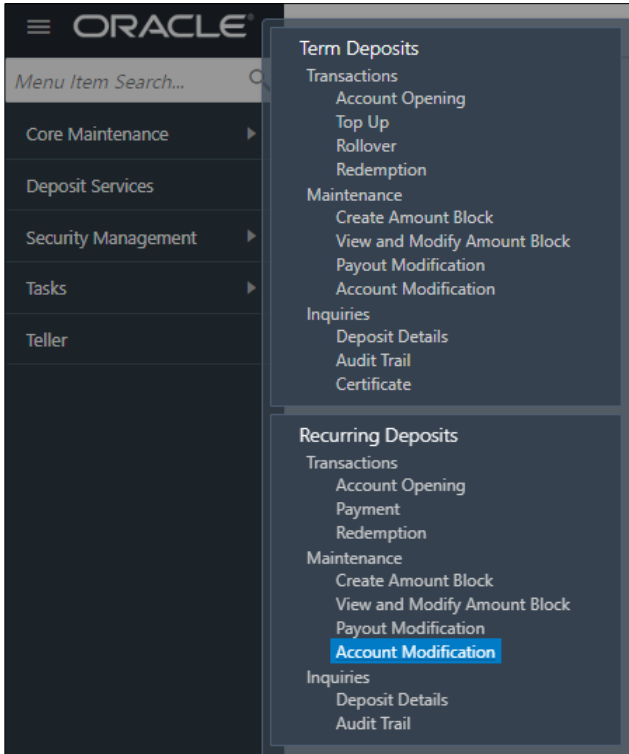 ORACLE
Menu Item Search...
Core Maintenance
Deposit Services
Security Management
Tasks
Teller
Term Deposits
Transactions
Account Opening
Top Up
Rollover
Redemption
Maintenance
Create Amount Block
View and Modify Amount Block
Payout Modification
Account Modification
Inquiries
Deposit Details
Audit Trail
Certificate
Recurring Deposits
Transactions
Account Opening
Payment
Redemption
Maintenance
Create Amount Block
View and Modify Amount Block
Payout Modification
Account Modification
Inquiries
Deposit Details
Audit Trail